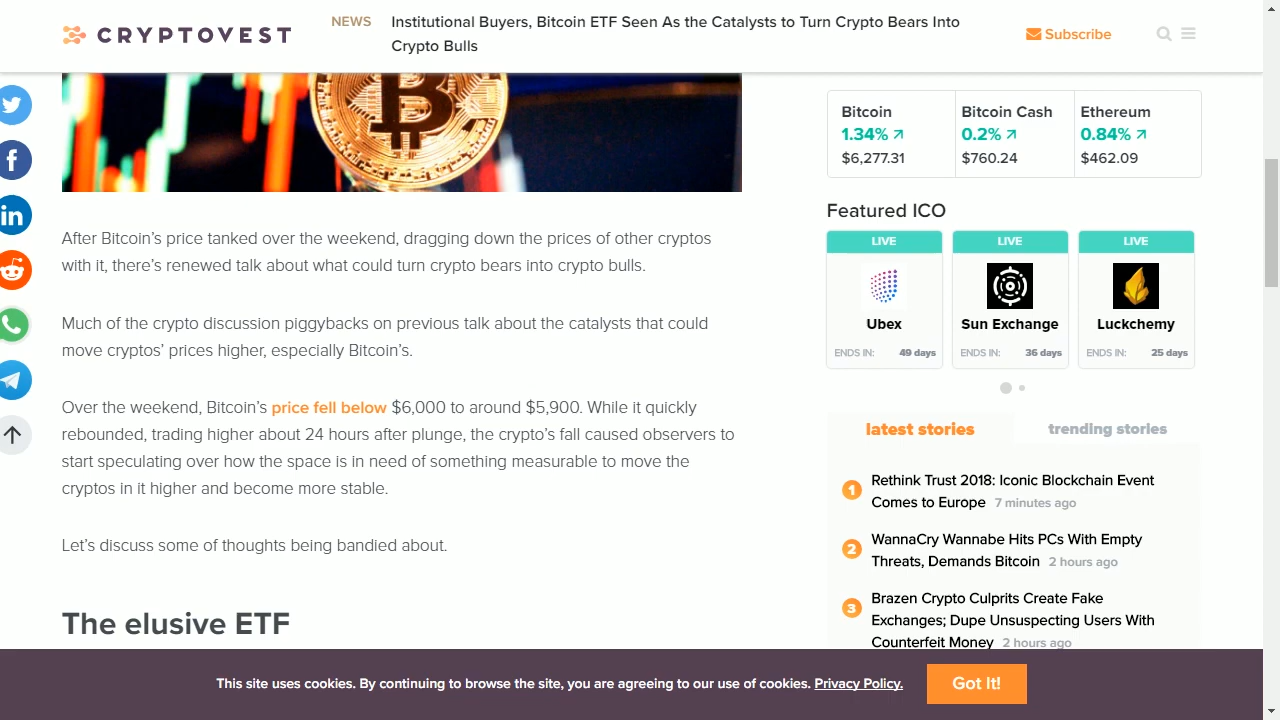 CRYPTOVEST
NEWS
Institutional Buyers, Bitcoin ETF Seen As the Catalysts to Turn Crypto Bears Into
Crypto Bulls
Subscribe
After Bitcoin’s price tanked over the weekend, dragging down the prices of other cryptos
with it, there’s renewed talk about what could turn crypto bears into crypto bulls.
Much of the crypto discussion piggybacks on previous talk about the catalysts that could
move cryptos’ prices higher, especially Bitcoin’s.
Over the weekend, Bitcoin’s price fell below $6,000 to around $5,900. While it quickly
rebounded, trading higher about 24 hours after plunge, the crypto’s fall caused observers to
start speculating over how the space is in need of something measurable to move the
cryptos in it higher and become more stable.
Let’s discuss some of thoughts being bandied about.
The elusive ETF
Bitcoin
1.34%
$6,277.31
Bitcoin Cash
0.2%
$760.24
Ethereum
0.84%
$462.09
Featured ICO
LIVE
Ubex
ENDS IN: 49 days
LIVE
Sun Exchange
ENDS IN: 36 days
LIVE
Luckchemy
ENDS IN: 25 days
latest stories
trending stories
1
Rethink Trust 2018: Iconic Blockchain Event
Comes to Europe 7 minutes ago
2
WannaCry Wannabe Hits PCs With Empty
Threats, Demands Bitcoin 2 hours ago
3
Brazen Crypto Culprits Create Fake
Exchanges; Dupe Unsuspecting Users With
Counterfeit Money 2 hours ago
This site uses cookies. By continuing to browse the site, you are agreeing to our use of cookies. Privacy Policy.
Got It!